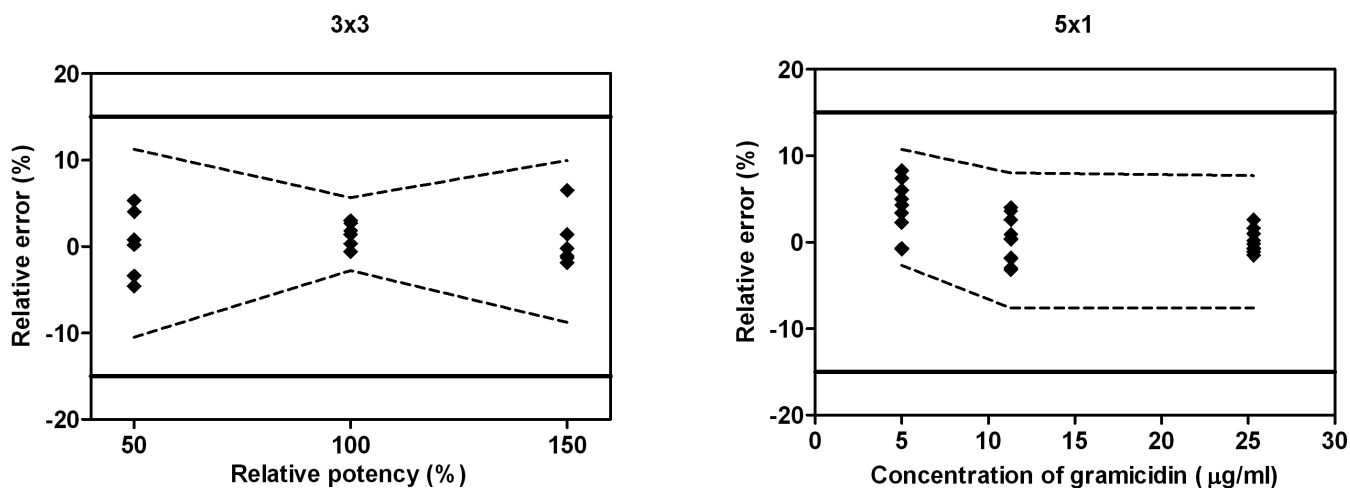 3x3
20
10
0
-10
-20
Relative error (%)
50 100 150
Relative potency (%)
5x1
20
10
0
-10
-20
Relative error (%)
0 5 10 15 20 25 30
Concentration of gramicidin ( μg/ml)